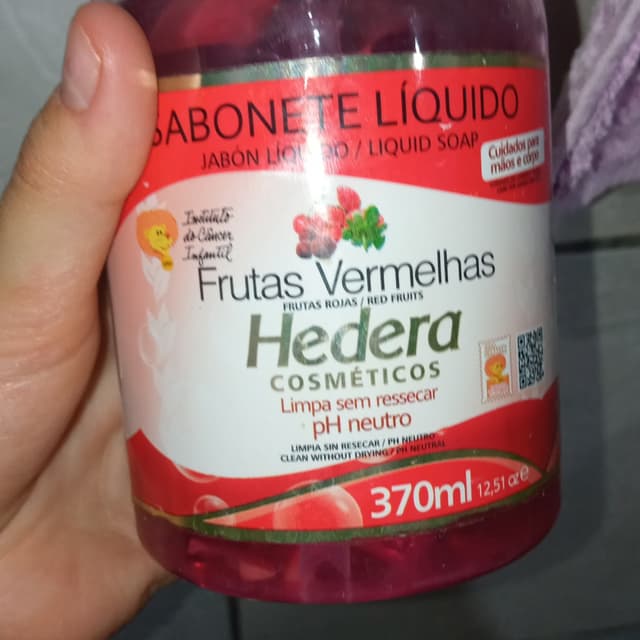 SABONETE LÍQUIDO
JABÓN LÍQUIDO / LIQUID SOAP
Cuidados para
mãos e corpo
Instituto
do Câncer
Infantil
Frutas Vermelhas
FRUTAS ROJAS / RED FRUITS
Hedera
COSMÉTICOS
Limpa sem ressecar
pH neutro
LIMPIA SIN RESECAR / PH NEUTRO
CLEAN WITHOUT DRYING / PH NEUTRAL
370ml 12,51 oz e